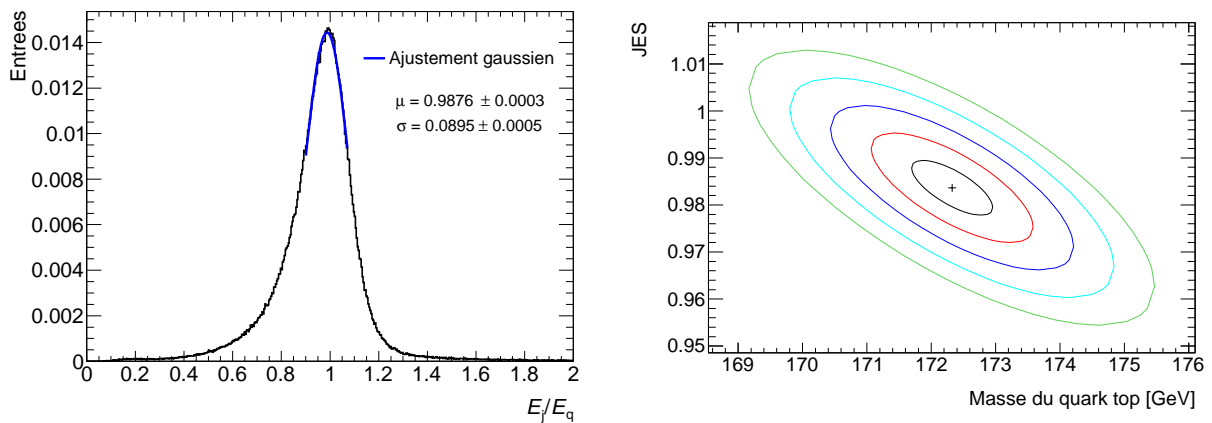 Entrees
0.014
0.012
0.01
0.008
0.006
0.004
0.002
0
Ajustement gaussien
μ = 0.9876 ± 0.0003
σ = 0.0895 ± 0.0005
0 0.2 0.4 0.6 0.8 1 1.2 1.4 1.6 1.8 2
E_j/E_q
JES
1.01
1
0.99
0.98
0.97
0.96
0.95
169 170 171 172 173 174 175 176
Masse du quark top [GeV]